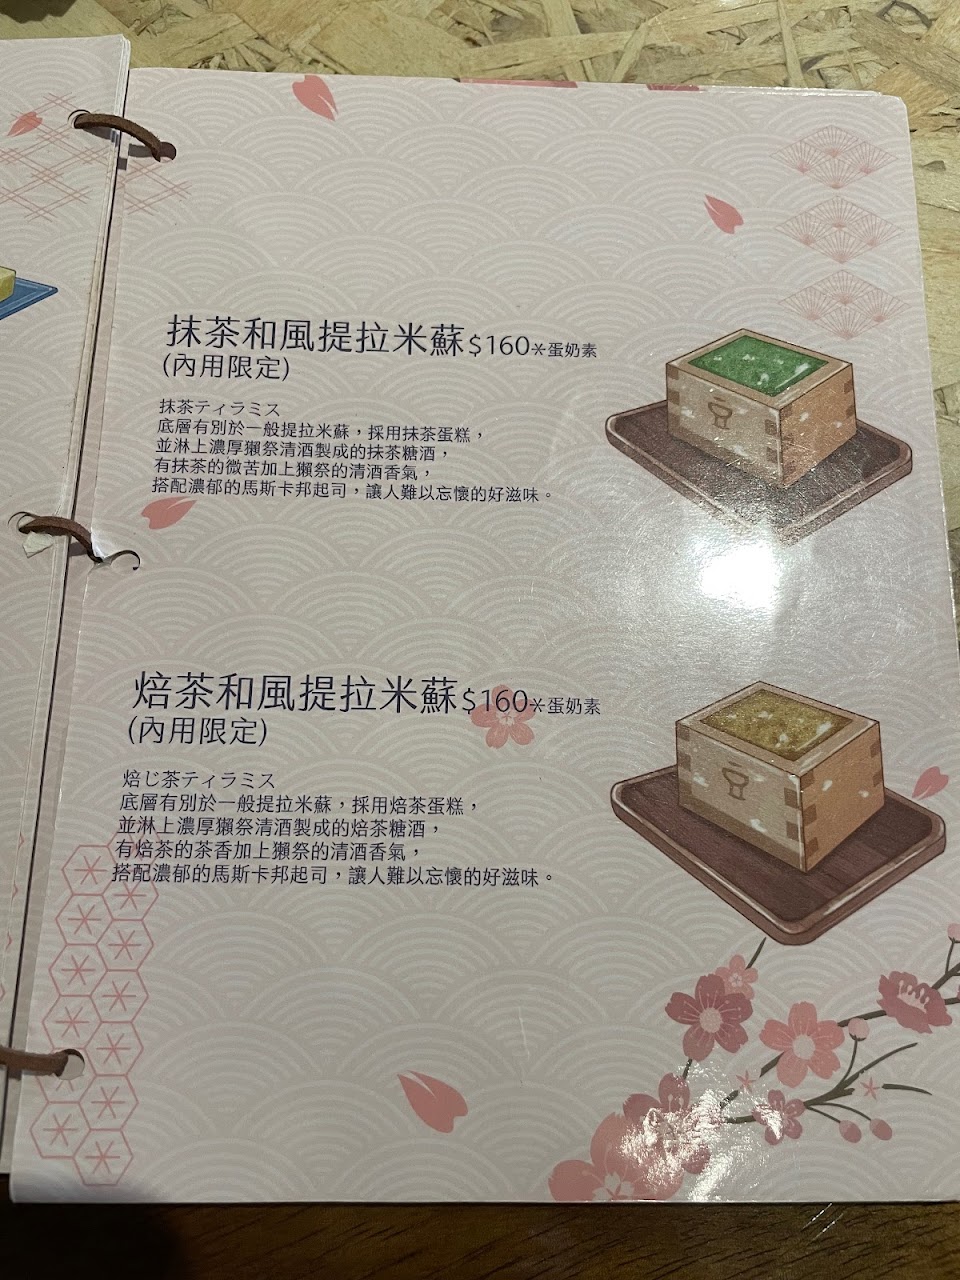 抹茶和風提拉米蘇$160※蛋奶素
(內用限定)
抹茶ティラミス
底層有別於一般提拉米蘇，採用抹茶蛋糕，
並淋上濃厚獺祭清酒製成的抹茶糖酒，
有抹茶的微苦加上獺祭的清酒香氣，
搭配濃郁的馬斯卡邦起司，讓人難以忘懷的好滋味。
焙茶和風提拉米蘇$160※蛋奶素
(內用限定)
焙じ茶ティラミス
底層有別於一般提拉米蘇，採用焙茶蛋糕，
並淋上濃厚獺祭清酒製成的焙茶糖酒，
有焙茶的茶香加上獺祭的清酒香氣，
搭配濃郁的馬斯卡邦起司，讓人難以忘懷的好滋味。